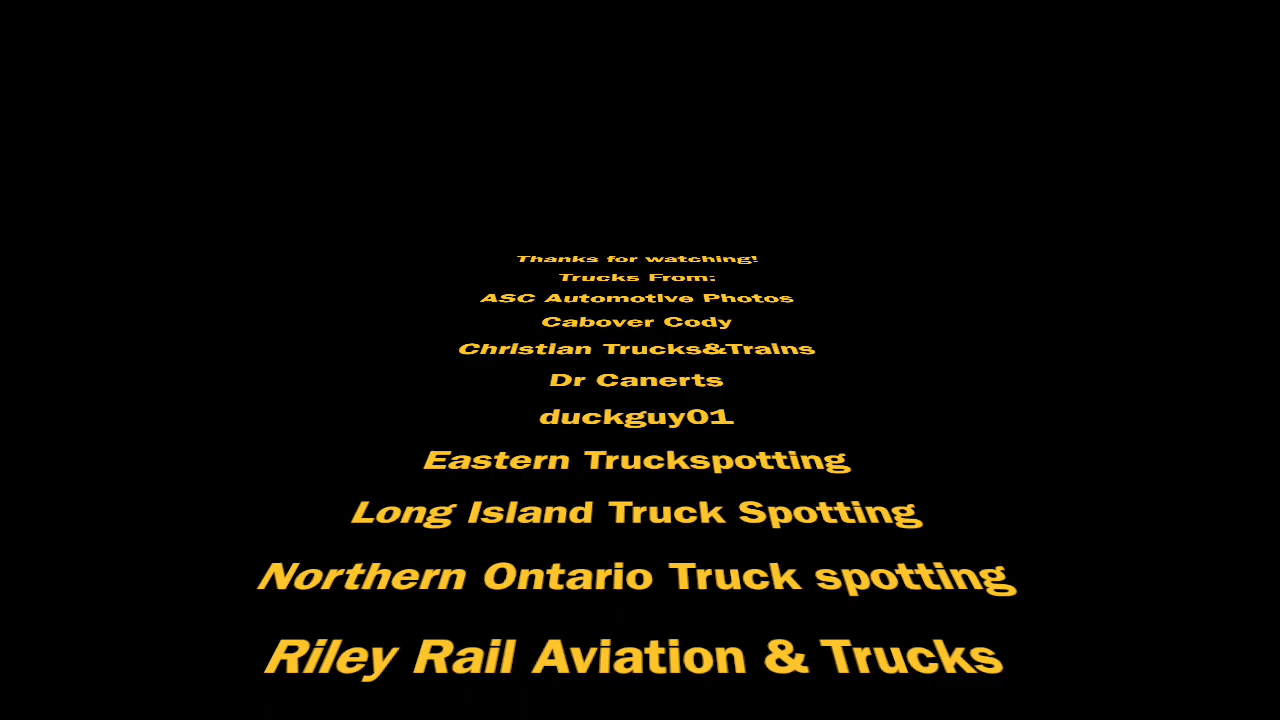 Thanks for watching!
Trucks From:
ASC Automotive Photos
Cabover Cody
Christian Trucks&Trains
Dr Canerts
duckguy01
Eastern Truckspotting
Long Island Truck Spotting
Northern Ontario Truck spotting
Riley Rail Aviation & Trucks